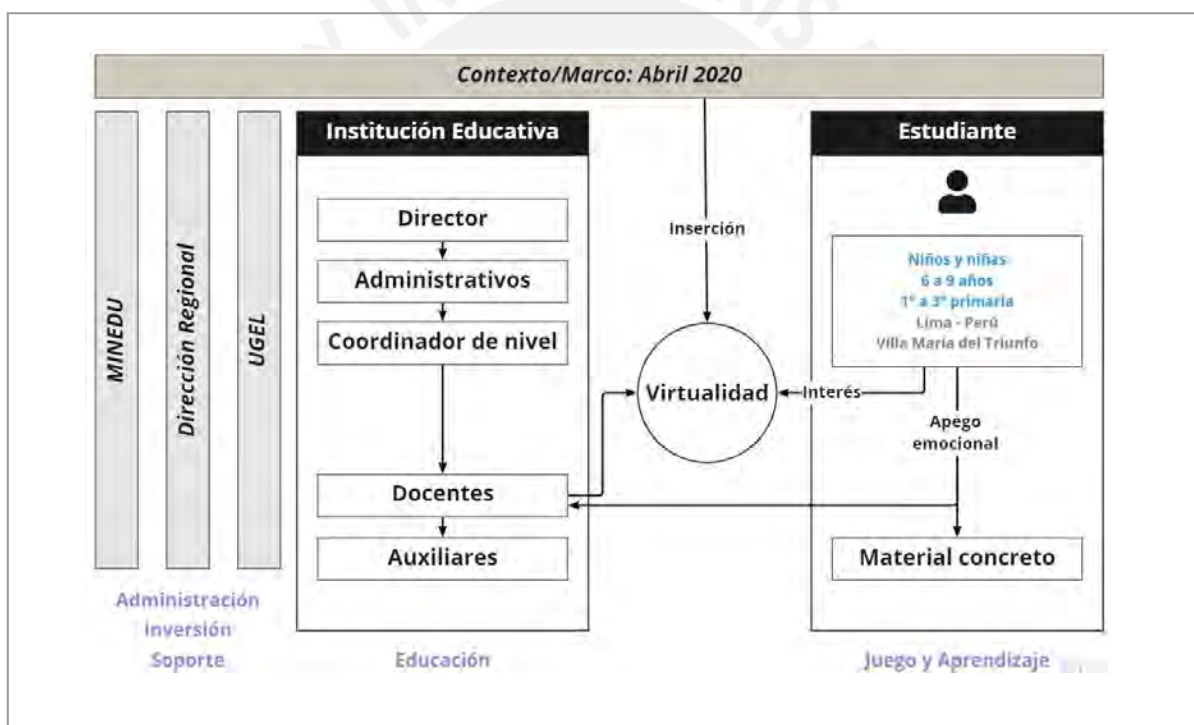 Contexto/Marco: Abril 2020
MINEDU
Dirección Regional
UGEL
Administración
Inversión
Soporte
Institución Educativa
Director
Administrativos
Coordinador de nivel
Docentes
Auxiliares
Educación
Inserción
Virtualidad
Interés
Estudiante
Niños y niñas
6 a 9 años
1° a 3° primaria
Lima - Perú
Villa María del Triunfo
Apego
emocional
Material concreto
Juego y Aprendizaje